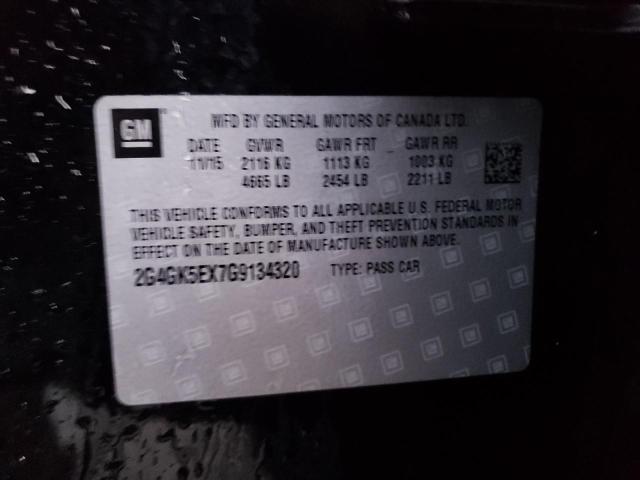 GM
MFD BY GENERAL MOTORS OF CANADA LTD.
DATE GVWR GAWR FRT GAWR RR
11/15 2116 KG 1113 KG 1003 KG
4665 LB 2454 LB 2211 LB
THIS VEHICLE CONFORMS TO ALL APPLICABLE U.S. FEDERAL MOTOR
VEHICLE SAFETY, BUMPER, AND THEFT PREVENTION STANDARDS IN
EFFECT ON THE DATE OF MANUFACTURE SHOWN ABOVE.
2G4GK5EX7G9134320 TYPE: PASS CAR